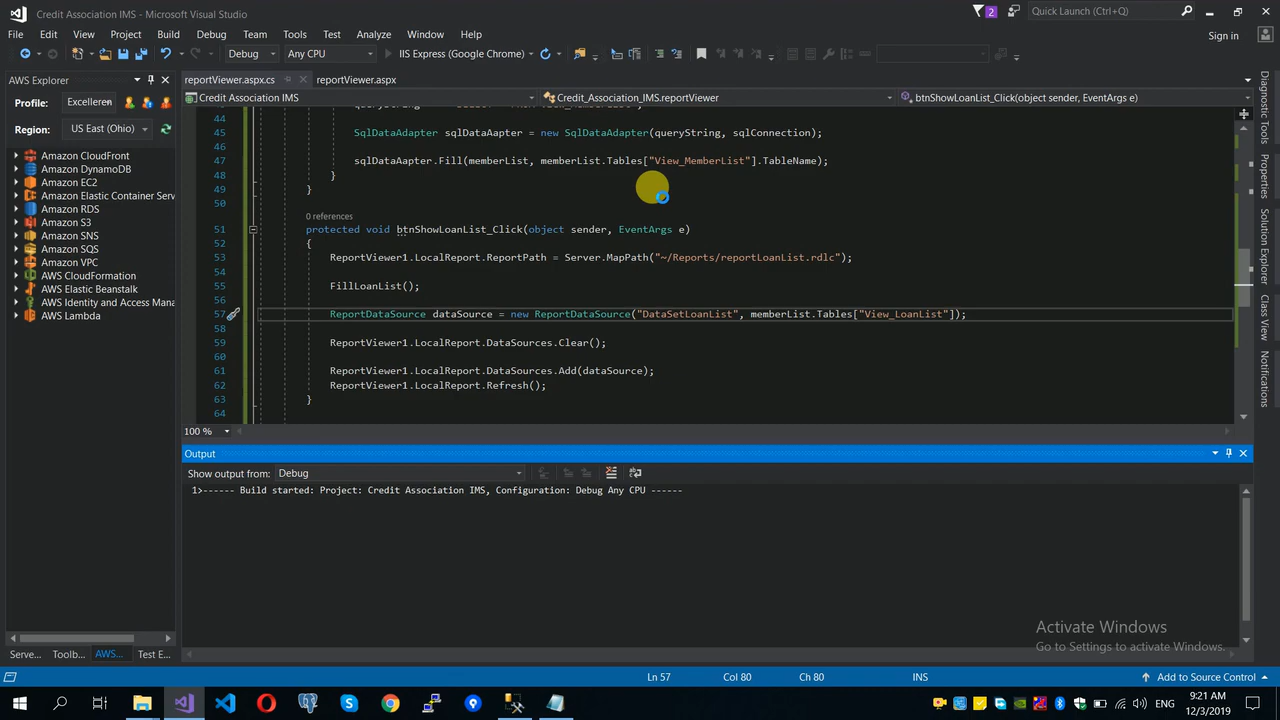 Credit Association IMS - Microsoft Visual Studio
2
Quick Launch (Ctrl+Q)
File Edit View Project Build Debug Team Tools Test Analyze Window Help
Sign in
Debug Any CPU IIS Express (Google Chrome)
AWS Explorer
reportViewer.aspx.cs reportViewer.aspx
Profile: Excelleren
Credit Association IMS Credit_Association_IMS.reportViewer btnShowLoanList_Click(object sender, EventArgs e)
Region: US East (Ohio)
Amazon CloudFront
Amazon DynamoDB
Amazon EC2
Amazon Elastic Container Serv
Amazon RDS
Amazon S3
Amazon SNS
Amazon SQS
Amazon VPC
AWS CloudFormation
AWS Elastic Beanstalk
AWS Identity and Access Mana
AWS Lambda
44
45 SqlDataAdapter sqlDataAapter = new SqlDataAdapter(queryString, sqlConnection);
46
47 sqlDataAapter.Fill(memberList, memberList.Tables["View_MemberList"].TableName);
48 }
49 }
50
0 references
51 protected void btnShowLoanList_Click(object sender, EventArgs e)
52 {
53 ReportViewer1.LocalReport.ReportPath = Server.MapPath("~/Reports/reportLoanList.rdlc");
54
55 FillLoanList();
56
57 ReportDataSource dataSource = new ReportDataSource("DataSetLoanList", memberList.Tables["View_LoanList"]);
58
59 ReportViewer1.LocalReport.DataSources.Clear();
60
61 ReportViewer1.LocalReport.DataSources.Add(dataSource);
62 ReportViewer1.LocalReport.Refresh();
63 }
64
100 %
Output
Show output from: Debug
1>------ Build started: Project: Credit Association IMS, Configuration: Debug Any CPU ------
Diagnostic Tools
Properties
Solution Explorer
Class View
Notifications
Activate Windows
Go to Settings to activate Windows.
Serve... Toolb... AWS... Test E...
Ln 57 Col 80 Ch 80 INS Add to Source Control
ENG
9:21 AM
12/3/2019